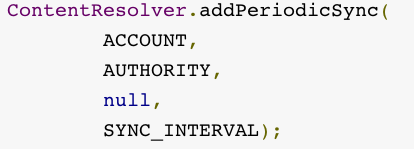 ContentResolver.addPeriodicSync(
        ACCOUNT,
        AUTHORITY,
        null,
        SYNC_INTERVAL);